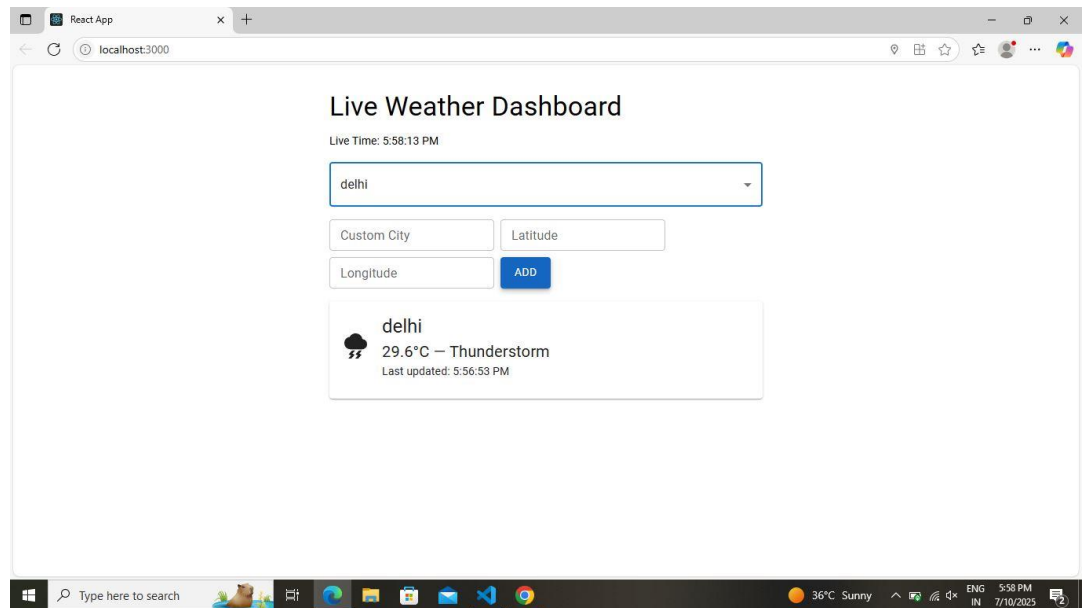 React App
localhost:3000
Live Weather Dashboard
Live Time: 5:58:13 PM
delhi
Custom City Latitude
Longitude ADD
delhi
29.6°C — Thunderstorm
Last updated: 5:56:53 PM
Type here to search 36°C Sunny ENG 5:58 PM
IN 7/10/2025 2